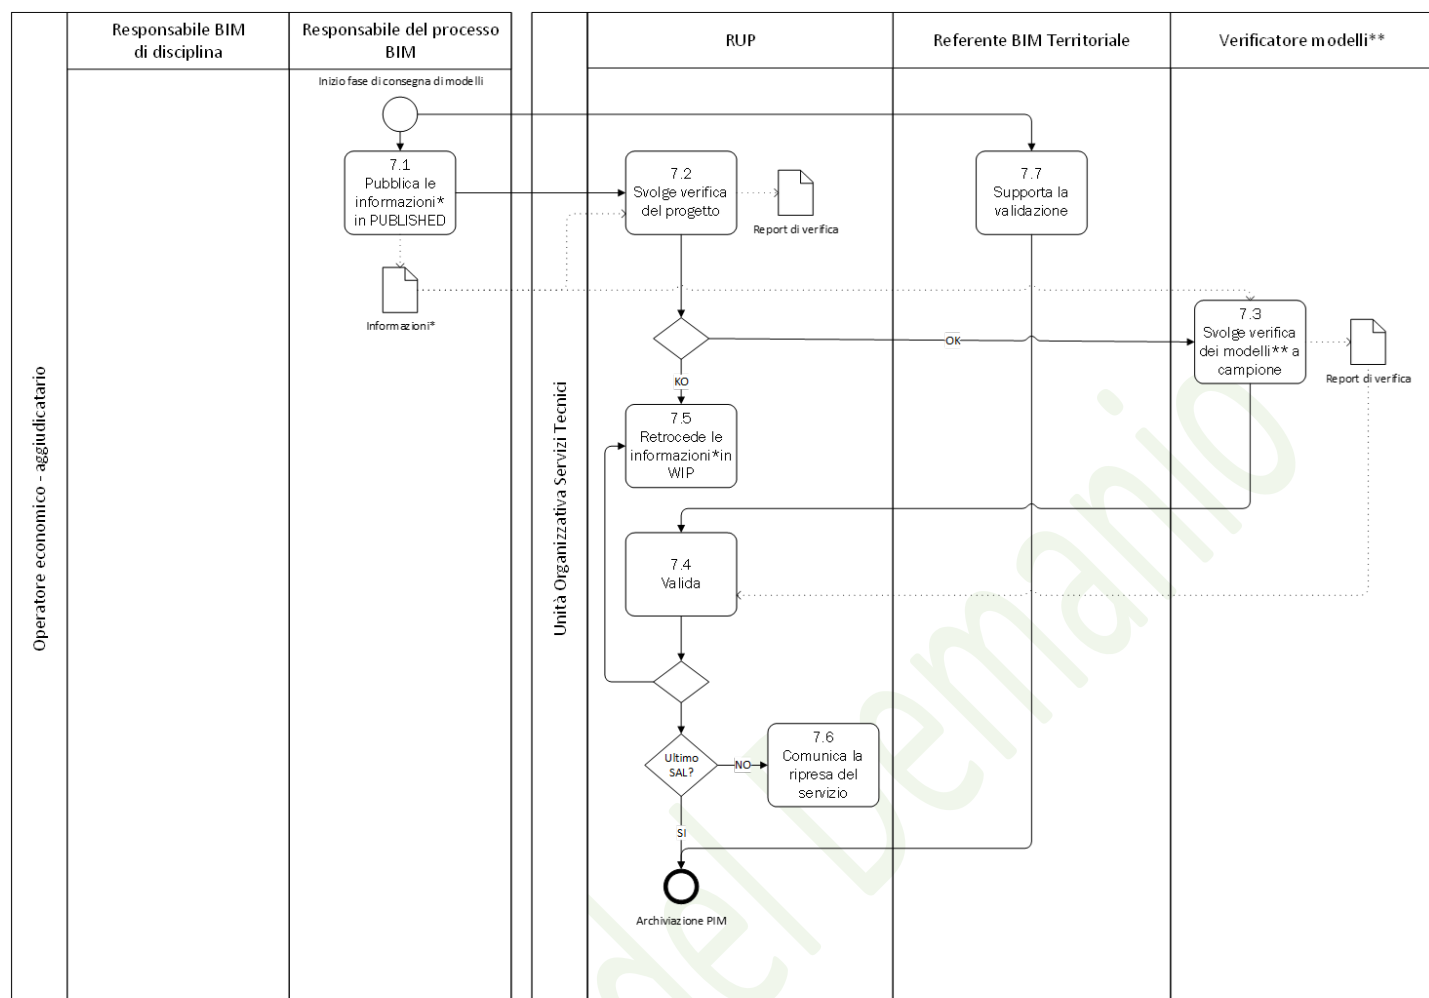 Responsabile BIM
di disciplina
Responsabile del processo
BIM
RUP
Referente BIM Territoriale
Verificatore modelli**
Operatore economico - aggiudicatario
Unità Organizzativa Servizi Tecnici
Inizio fase di consegna di modelli
7.1
Pubblica le
informazioni*
in PUBLISHED
7.2
Svolge verifica
del progetto
Report di verifica
7.7
Supporta la
validazione
Informazioni*
7.3
Svolge verifica
dei modelli** a
campione
Report di verifica
OK
KO
7.5
Retrocede le
informazioni*in
WIP
7.4
Valida
Ultimo
SAL?
NO
7.6
Comunica la
ripresa del
servizio
SI
Archiviazione PIM
del Demanio